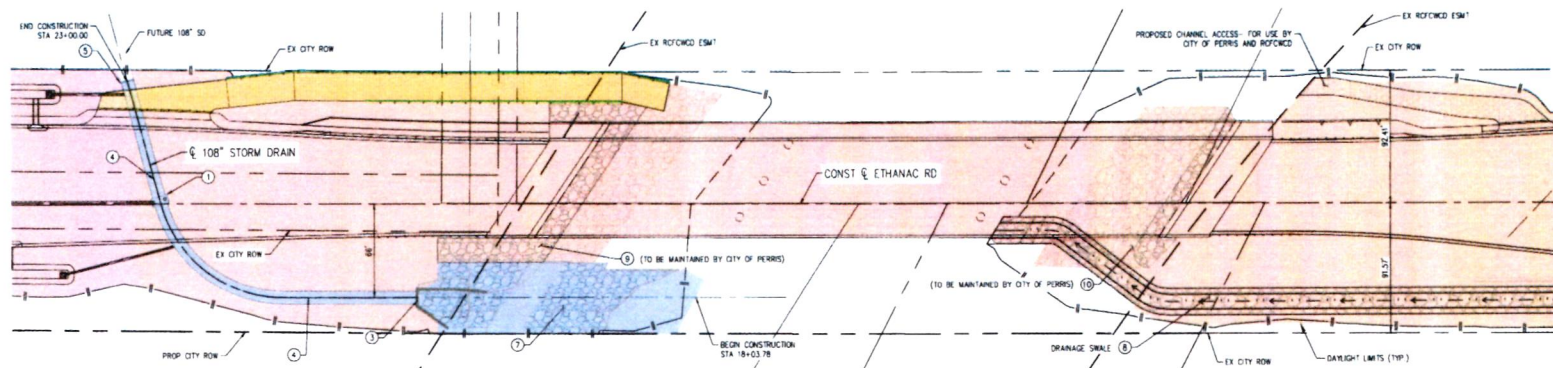 END CONSTRUCTION
STA 23+00.00
FUTURE 108" SD
5
EX CITY ROW
EX RCFCWCD ESMT
PROPOSED CHANNEL ACCESS- FOR USE BY
CITY OF PERRIS AND RCFCWCD
EX RCFCWCD ESMT
EX CITY ROW
4
℄ 108" STORM DRAIN
1
92.41'
CONST ℄ ETHANAC RD
66'
EX CITY ROW
9 (TO BE MAINTAINED BY CITY OF PERRIS)
91.57'
(TO BE MAINTAINED BY CITY OF PERRIS) 10
3
7
4
PROP CITY ROW
BEGIN CONSTRUCTION
STA 18+03.78
DRAINAGE SWALE 8
EX CITY ROW
DAYLIGHT LIMITS (TYP)